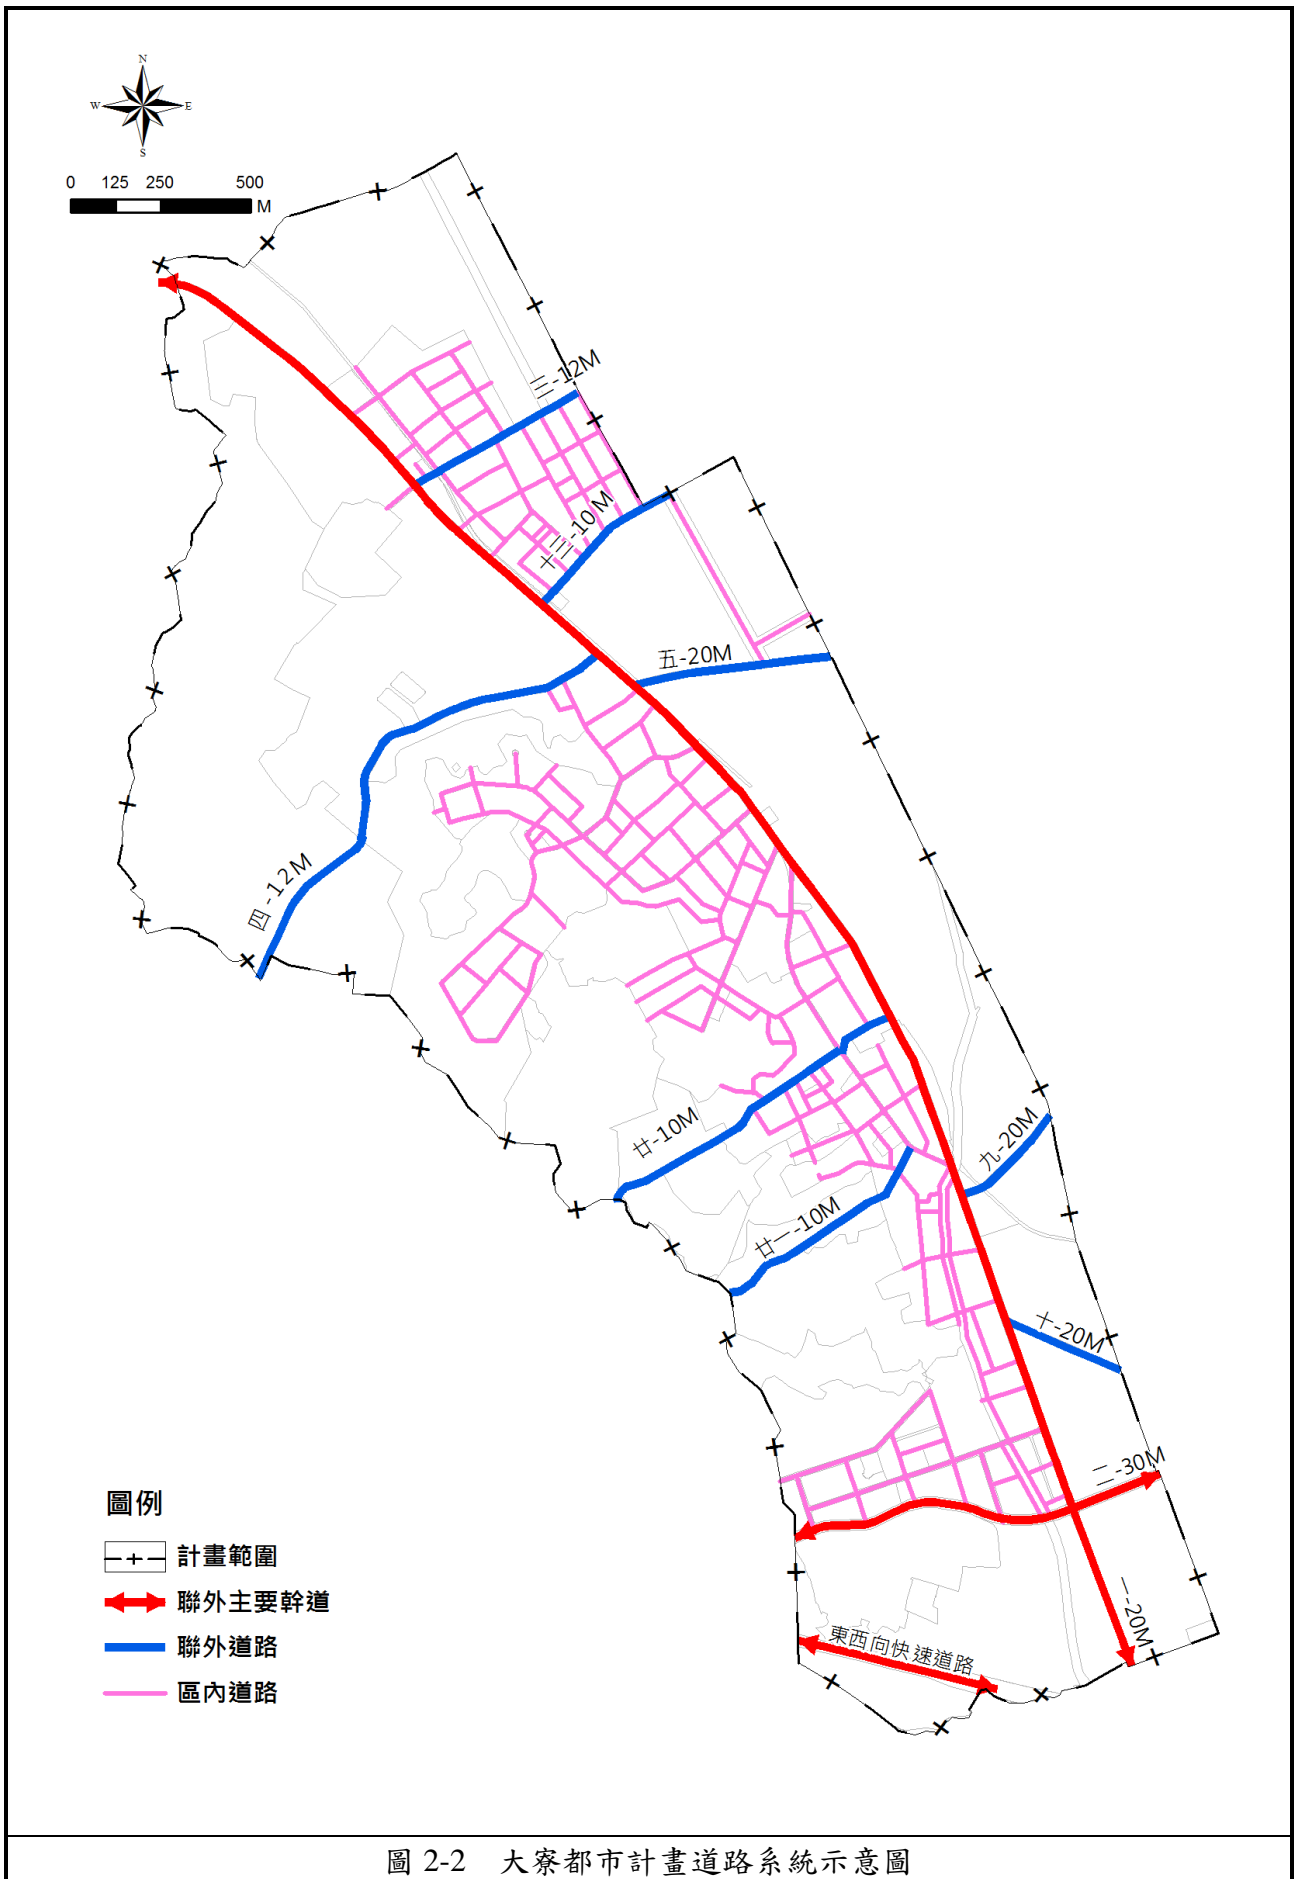 N
W
E
S
0 125 250 500
M
三-12M
十三-10M
五-20M
四-12M
廿-10M
九-20M
廿一-10M
十-20M
二-30M
一-20M
東西向快速道路
圖例
計畫範圍
聯外主要幹道
聯外道路
區內道路
圖 2-2 大寮都市計畫道路系統示意圖